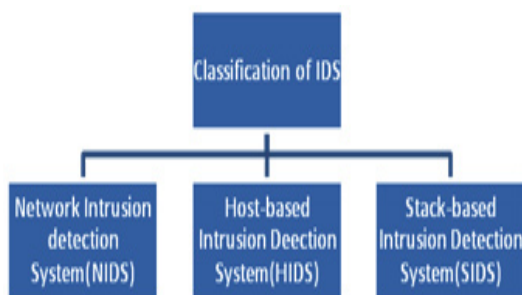 Classification of IDS
Network Intrusion
detection
System(NIDS)
Host-based
Intrusion Deection
System(HIDS)
Stack-based
Intrusion Detection
System(SIDS)